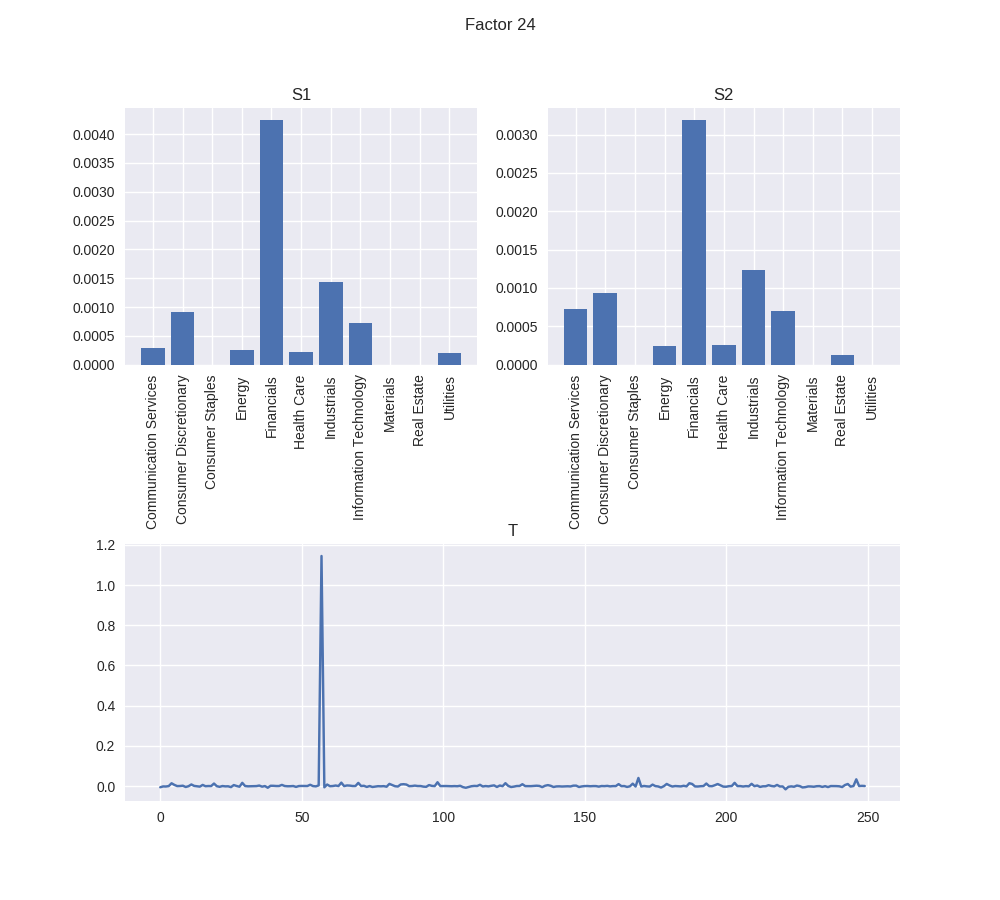 Factor 24
S1
0.0040
0.0035
0.0030
0.0025
0.0020
0.0015
0.0010
0.0005
0.0000
Communication Services
Consumer Discretionary
Consumer Staples
Energy
Financials
Health Care
Industrials
Information Technology
Materials
Real Estate
Utilities
S2
0.0030
0.0025
0.0020
0.0015
0.0010
0.0005
0.0000
Communication Services
Consumer Discretionary
Consumer Staples
Energy
Financials
Health Care
Industrials
Information Technology
Materials
Real Estate
Utilities
T
1.2
1.0
0.8
0.6
0.4
0.2
0.0
0 50 100 150 200 250